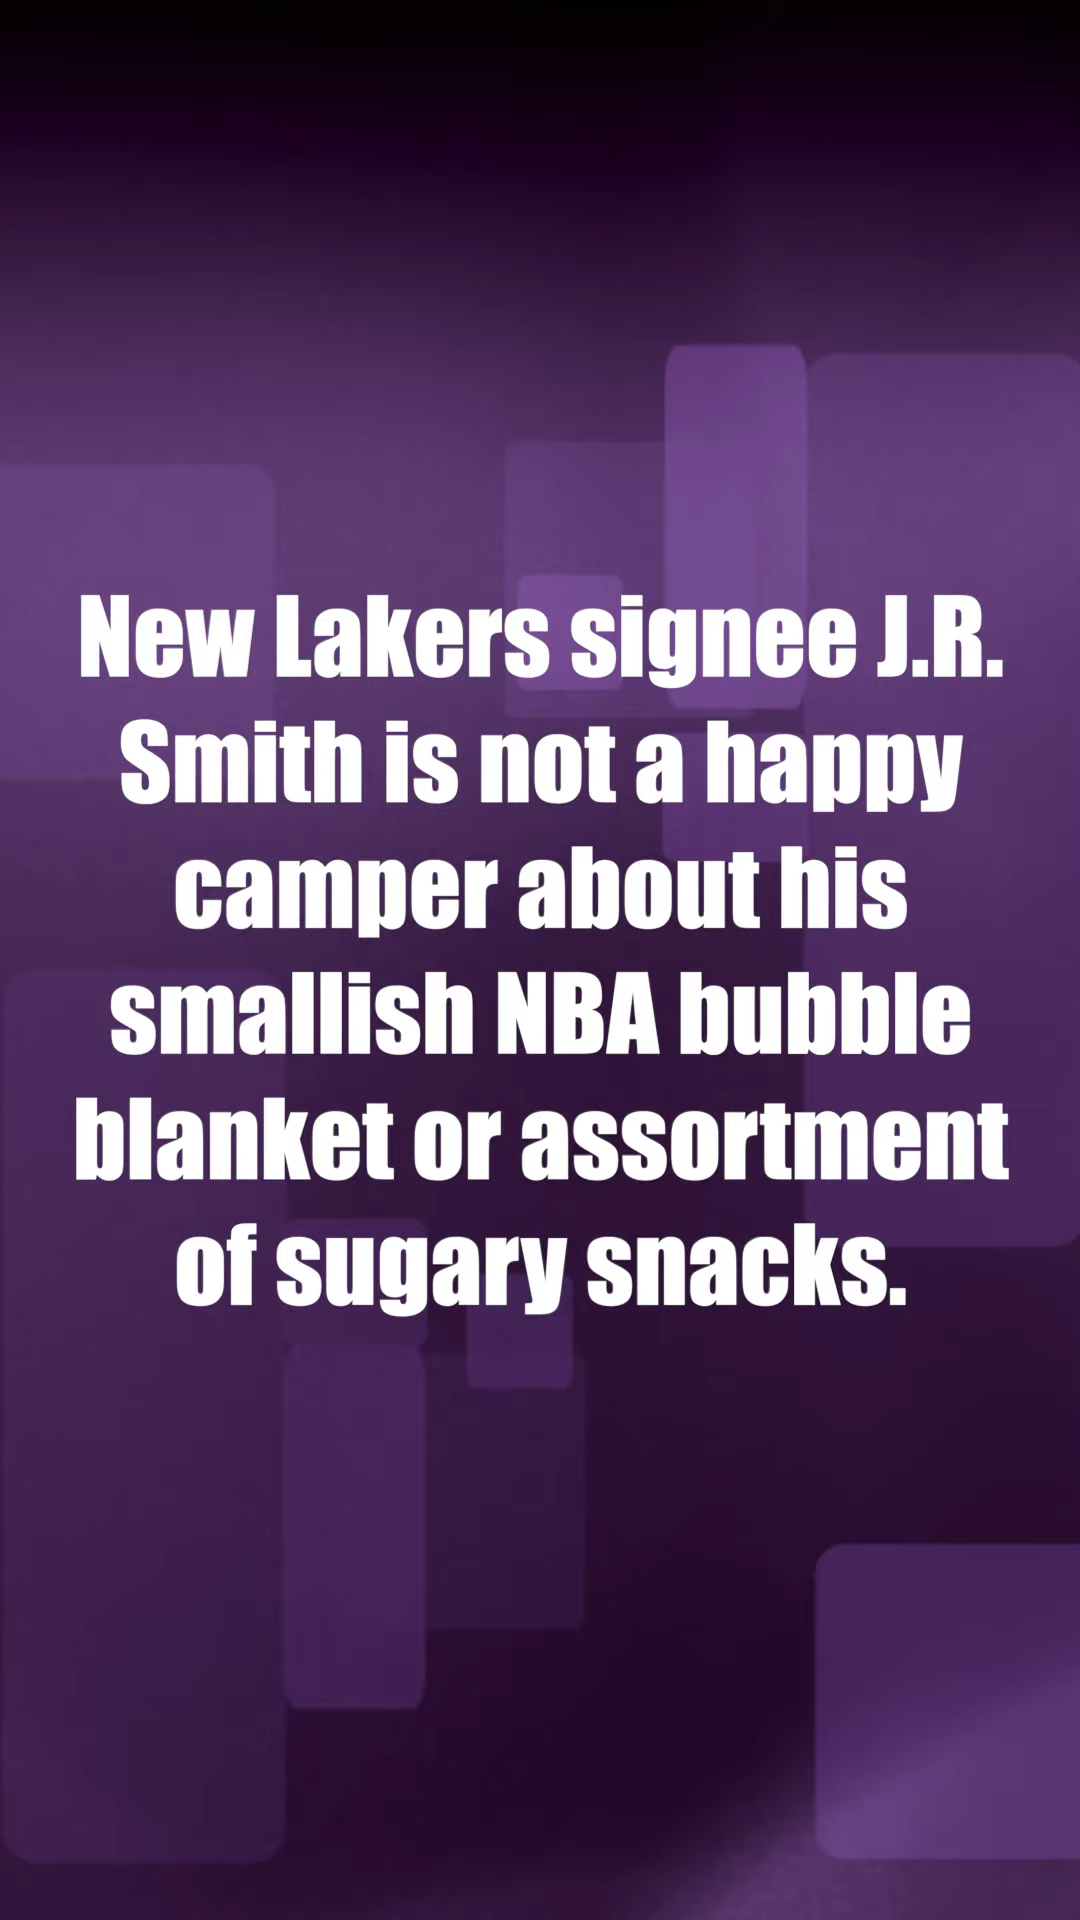 New Lakers signee J.R.
Smith is not a happy
camper about his
smallish NBA bubble
blanket or assortment
of sugary snacks.